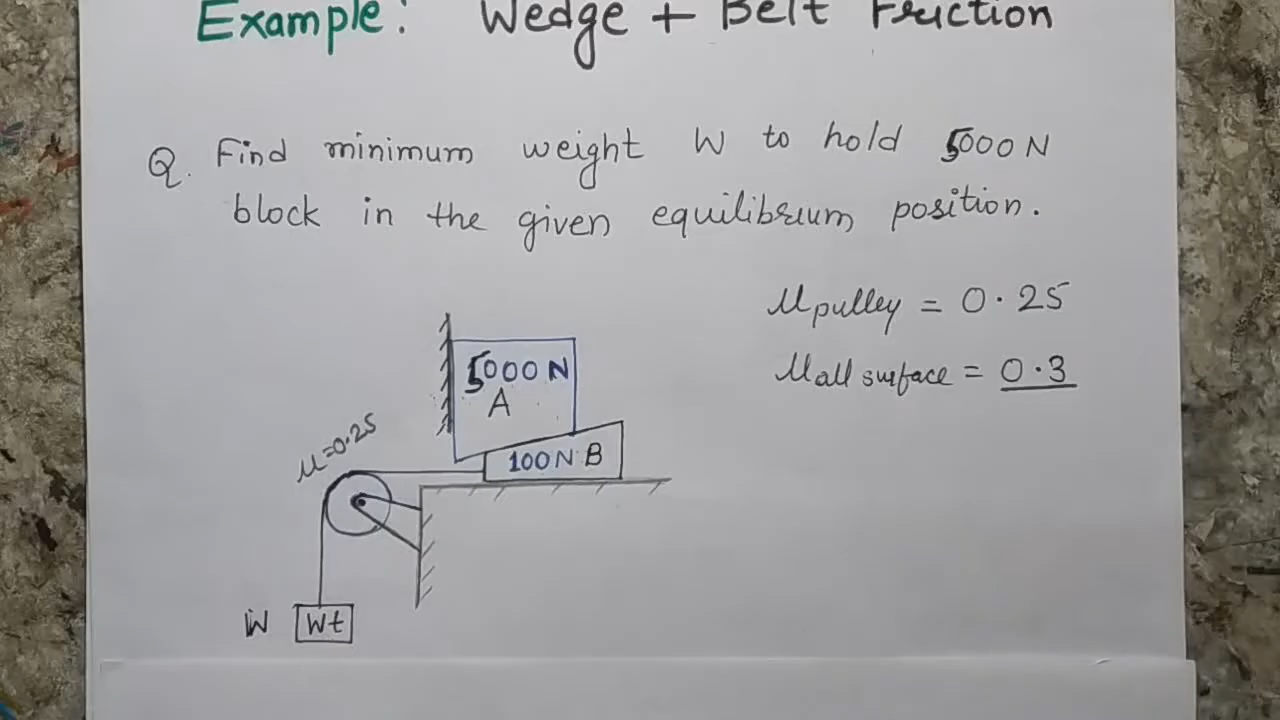 Example: Wedge + Belt Friction
Q. Find minimum weight W to hold 5000 N
block in the given equilibrium position.
μpulley = 0.25
μall surface = 0.3
5000 N
A
μ=0.25
100N B
W Wt